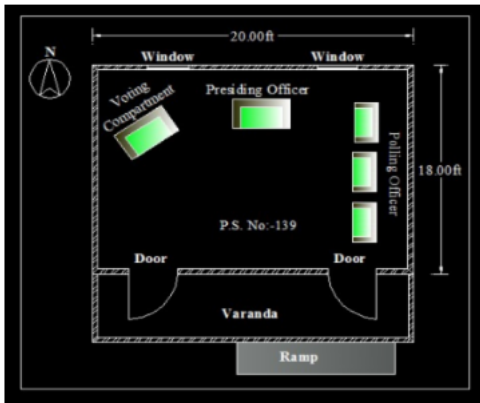 20.00ft
N
Window
Window
Voting
Compartment
Presiding Officer
Polling Officer
18.00ft
P.S. No:-139
Door
Door
Varanda
Ramp